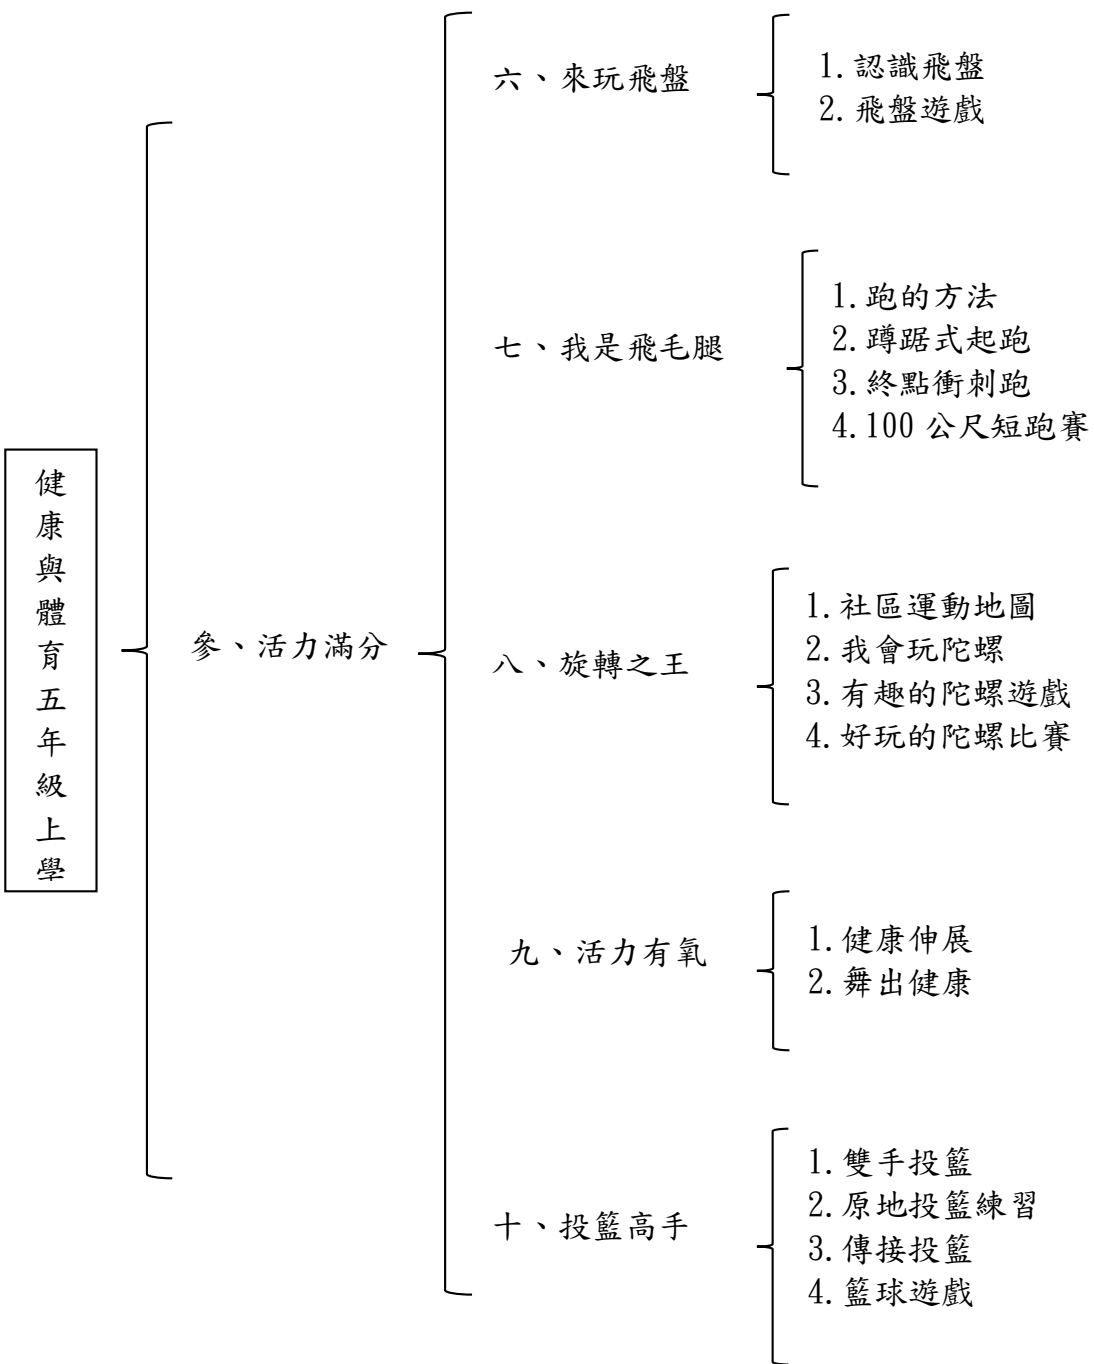 健康與體育五年級上學
參、活力滿分
六、來玩飛盤
1.認識飛盤
2.飛盤遊戲
七、我是飛毛腿
1.跑的方法
2.蹲踞式起跑
3.終點衝刺跑
4.100 公尺短跑賽
八、旋轉之王
1.社區運動地圖
2.我會玩陀螺
3.有趣的陀螺遊戲
4.好玩的陀螺比賽
九、活力有氧
1.健康伸展
2.舞出健康
十、投籃高手
1.雙手投籃
2.原地投籃練習
3.傳接投籃
4.籃球遊戲